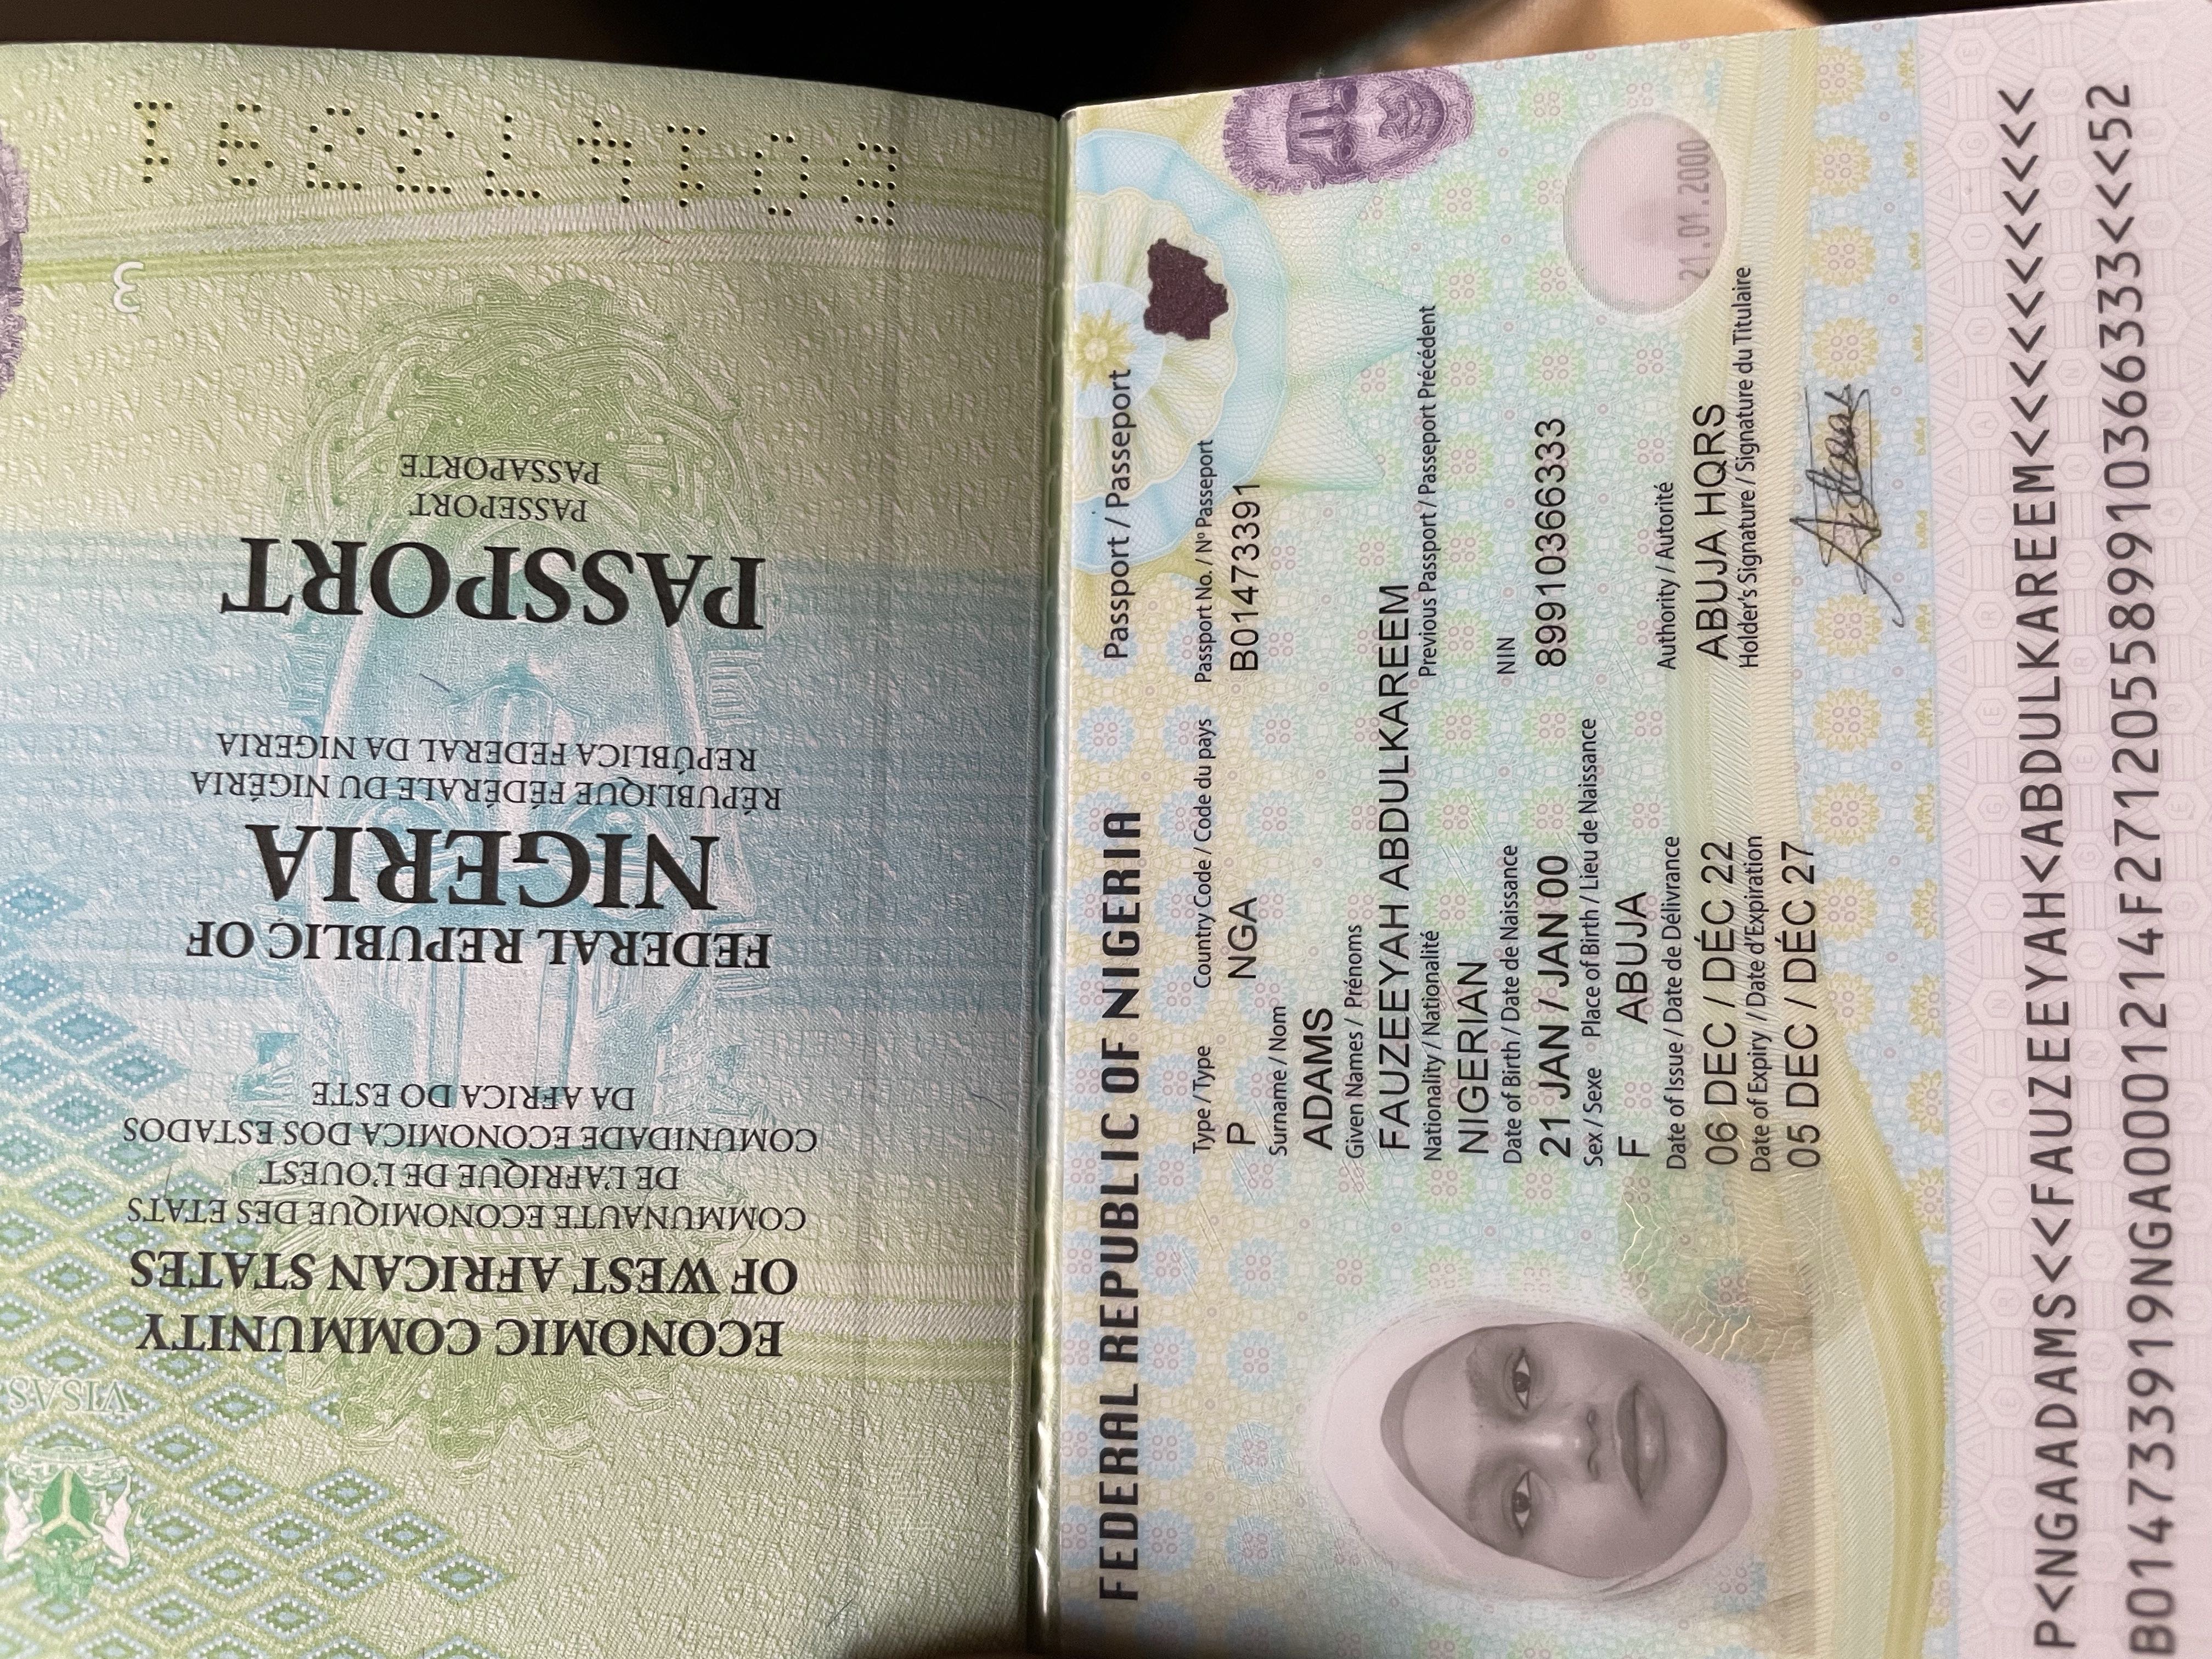 VISAS
ECONOMIC COMMUNITY
OF WEST AFRICAN STATES
COMMUNAUTE ECONOMIQUE DES ETATS
DE L'AFRIQUE DE L'OUEST
COMUNIDADE ECONOMICA DOS ESTADOS
DA AFRICA DO ESTE
FEDERAL REPUBLIC OF
NIGERIA
RÉPUBLIQUE FÉDÉRALE DU NIGÉRIA
REPÚBLICA FEDERAL DA NIGERIA
PASSPORT
PASSEPORT
PASSAPORTE
3
B01473391
FEDERAL REPUBLIC OF NIGERIA
Passport / Passeport
Type / Type Country Code / Code du pays Passport No. / Nº Passeport
P NGA B01473391
Surname / Nom
ADAMS
Given Names / Prénoms
FAUZEEYAH ABDULKAREEM
Nationality / Nationalité Previous Passport / Passeport Précédent
NIGERIAN
Date of Birth / Date de Naissance NIN
21 JAN / JAN 00 89910366333
Sex / Sexe Place of Birth / Lieu de Naissance
F ABUJA
Date of Issue / Date de Délivrance Authority / Autorité
06 DEC / DÉC 22 ABUJA HQRS
21.01.2000
Date of Expiry / Date d'Expiration Holder's Signature / Signature du Titulaire
05 DEC / DÉC 27
P<NGAADAMS<<FAUZEEYAH<ABDULKAREEM<<<<<<<<<<<
B014733919NGA0001214F271205589910366333<<<52